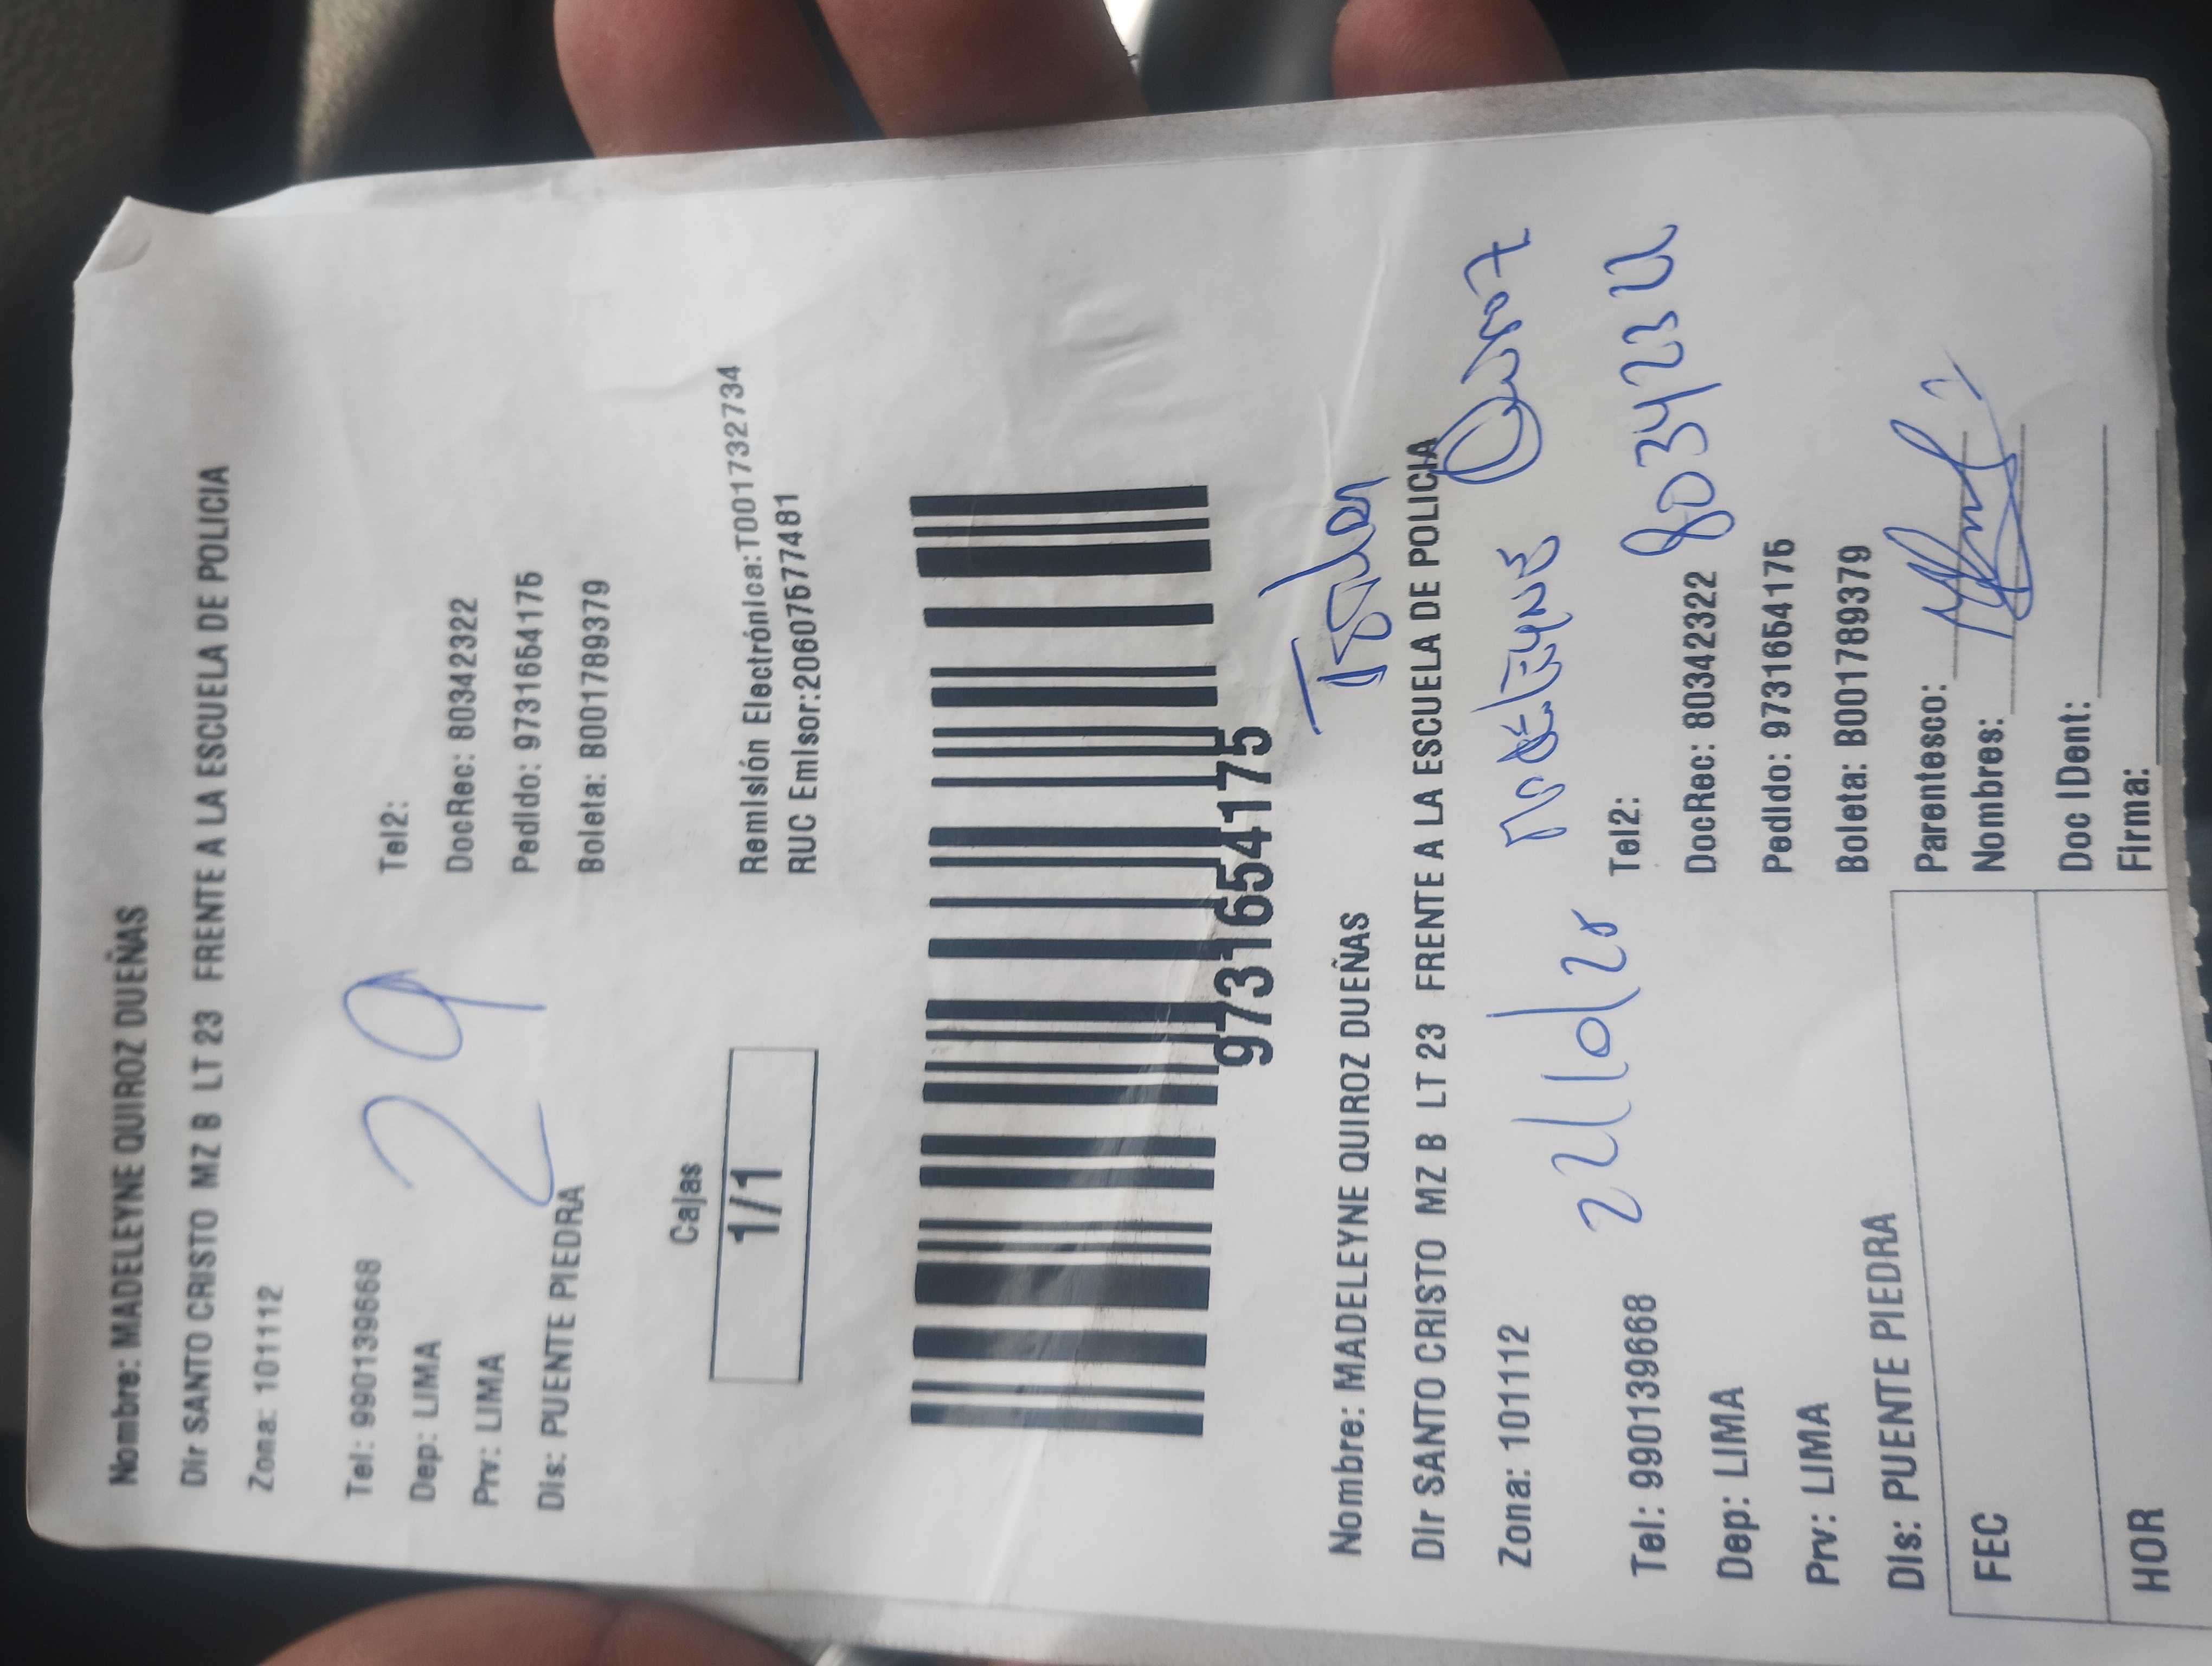 Nombre: MADELEYNE QUIROZ DUEÑAS
Dir SANTO CRISTO MZ B LT 23 FRENTE A LA ESCUELA DE POLICIA
Zona: 101112
Tel: 990139668
Tel2:
Dep: LIMA
DocRec: 80342322
Prv: LIMA
Pedido: 9731654175
Dis: PUENTE PIEDRA
Boleta: B001789379
29
Cajas
1/1
Remisión Electrónica:T001732734
RUC Emisor:20607577481
9731654175
Nombre: MADELEYNE QUIROZ DUEÑAS
Dir SANTO CRISTO MZ B LT 23 FRENTE A LA ESCUELA DE POLICIA
Zona: 101112
Quiroz
Tel: 990139668
Tel2:
Dep: LIMA
DocRec: 80342322
Prv: LIMA
Pedido: 9731654175
Dis: PUENTE PIEDRA
Boleta: B001789379
FEC
Parentesco:
Nombres:
HOR
Doc IDent:
Firma: